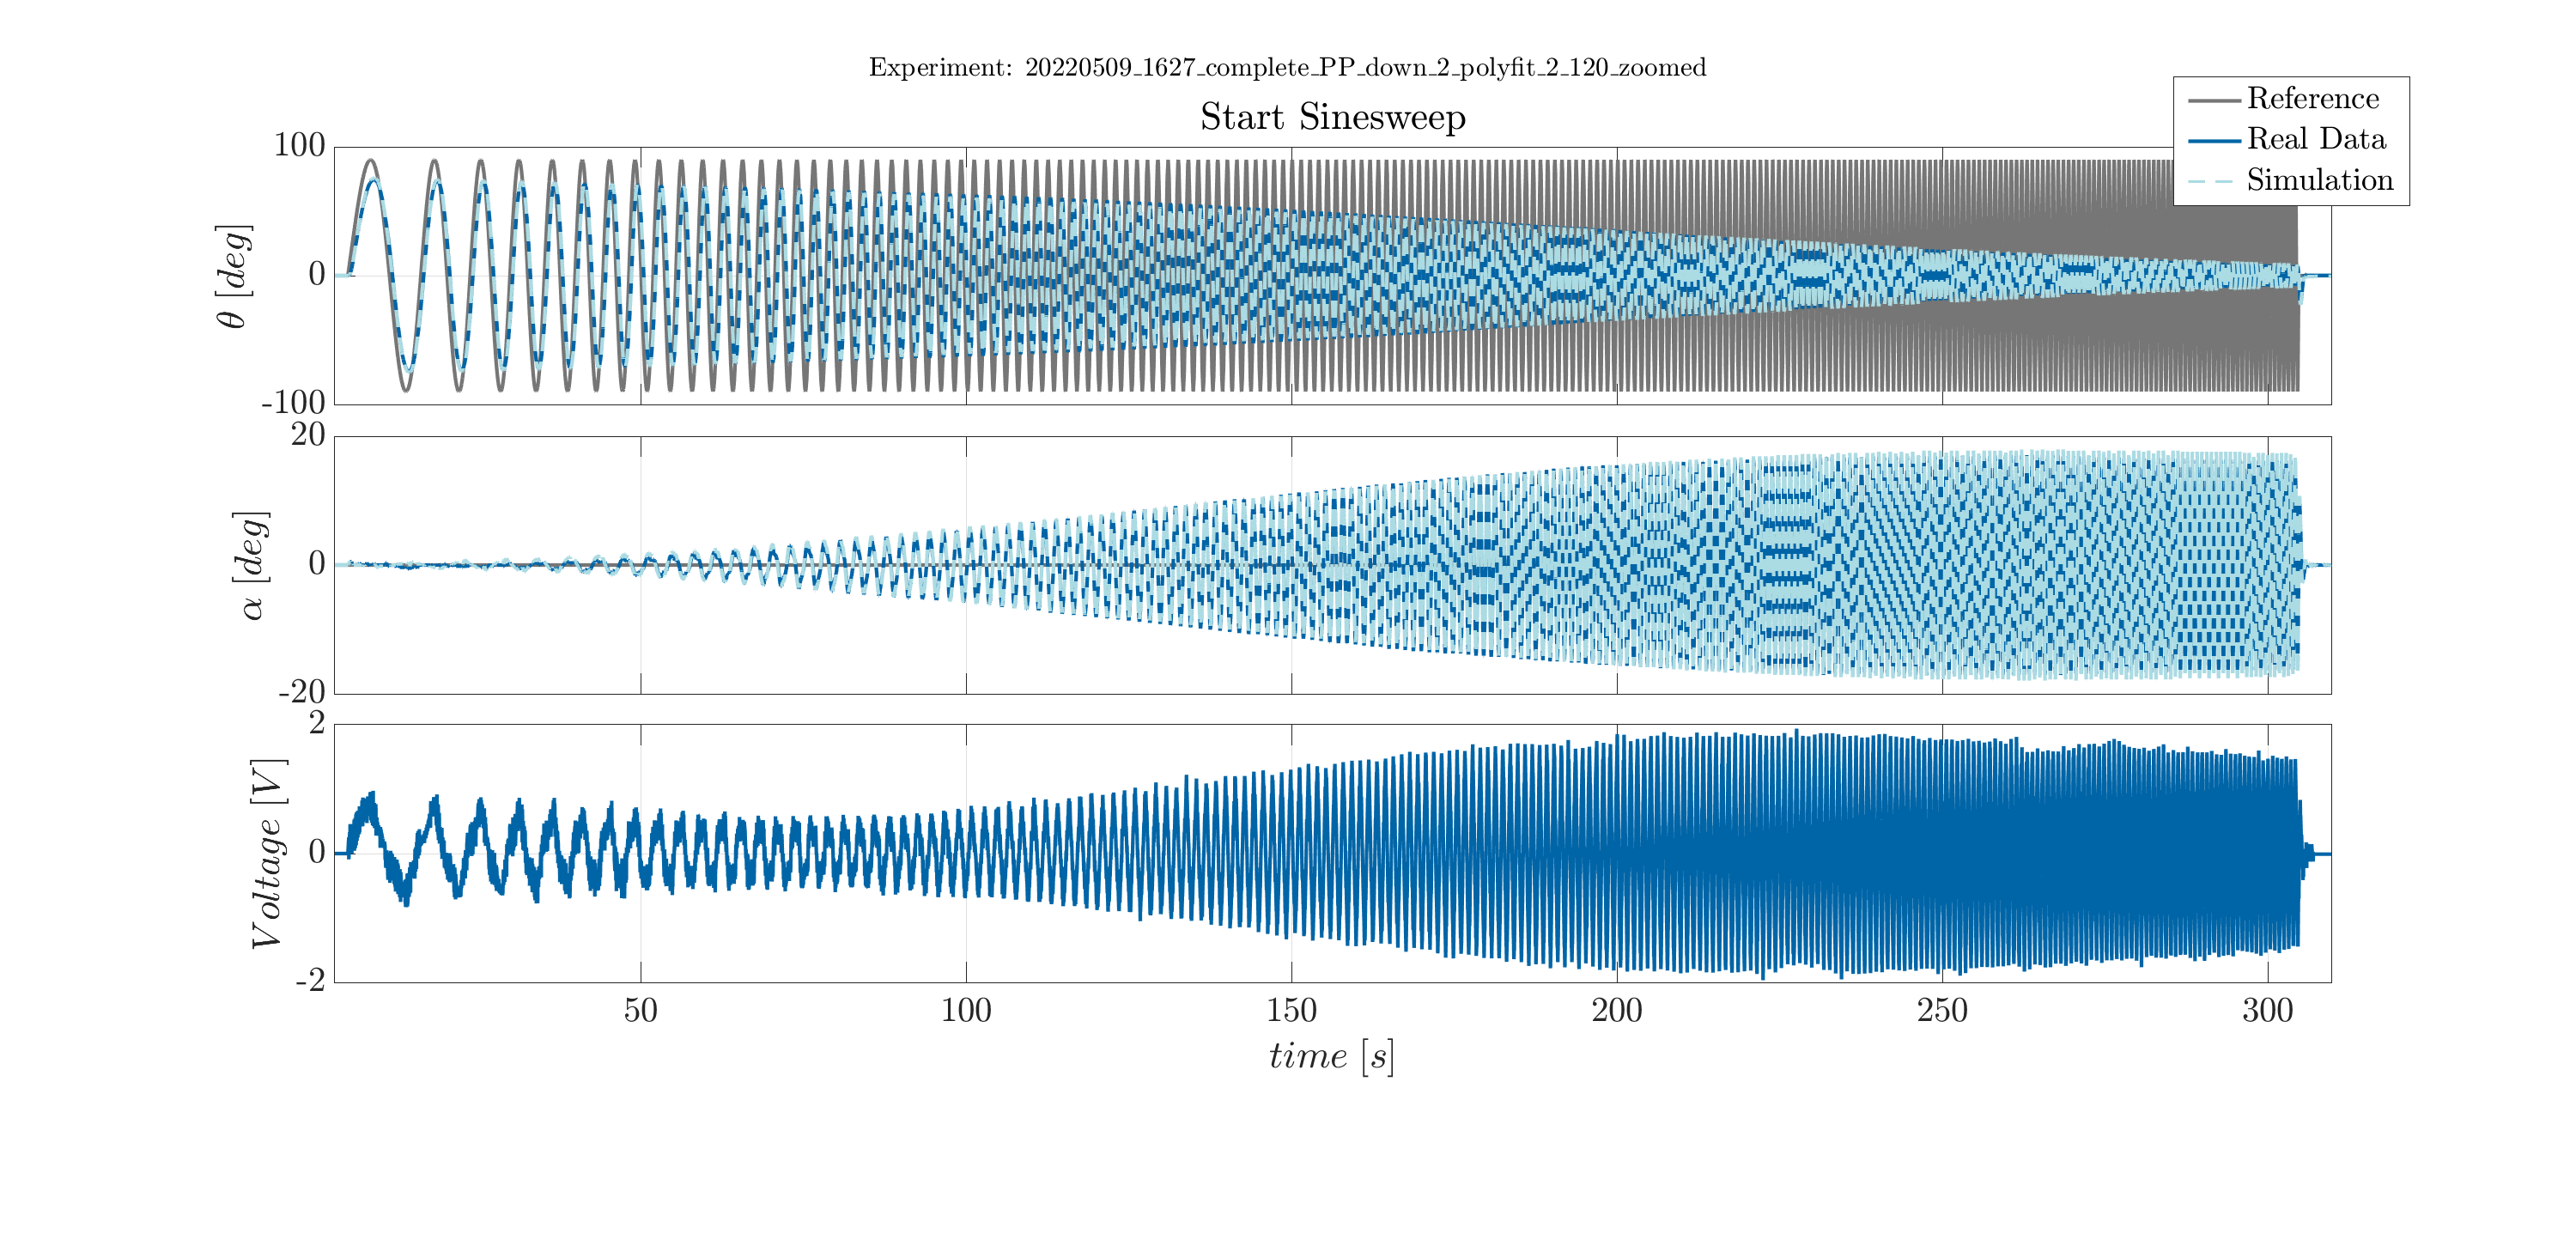 Experiment: 20220509_1627_complete_PP_down_2_polyfit_2_120_zoomed
Start Sinesweep
Reference
Real Data
Simulation
100
0
-100
θ [deg]
20
0
-20
α [deg]
2
0
-2
Voltage [V]
50 100 150 200 250 300
time [s]